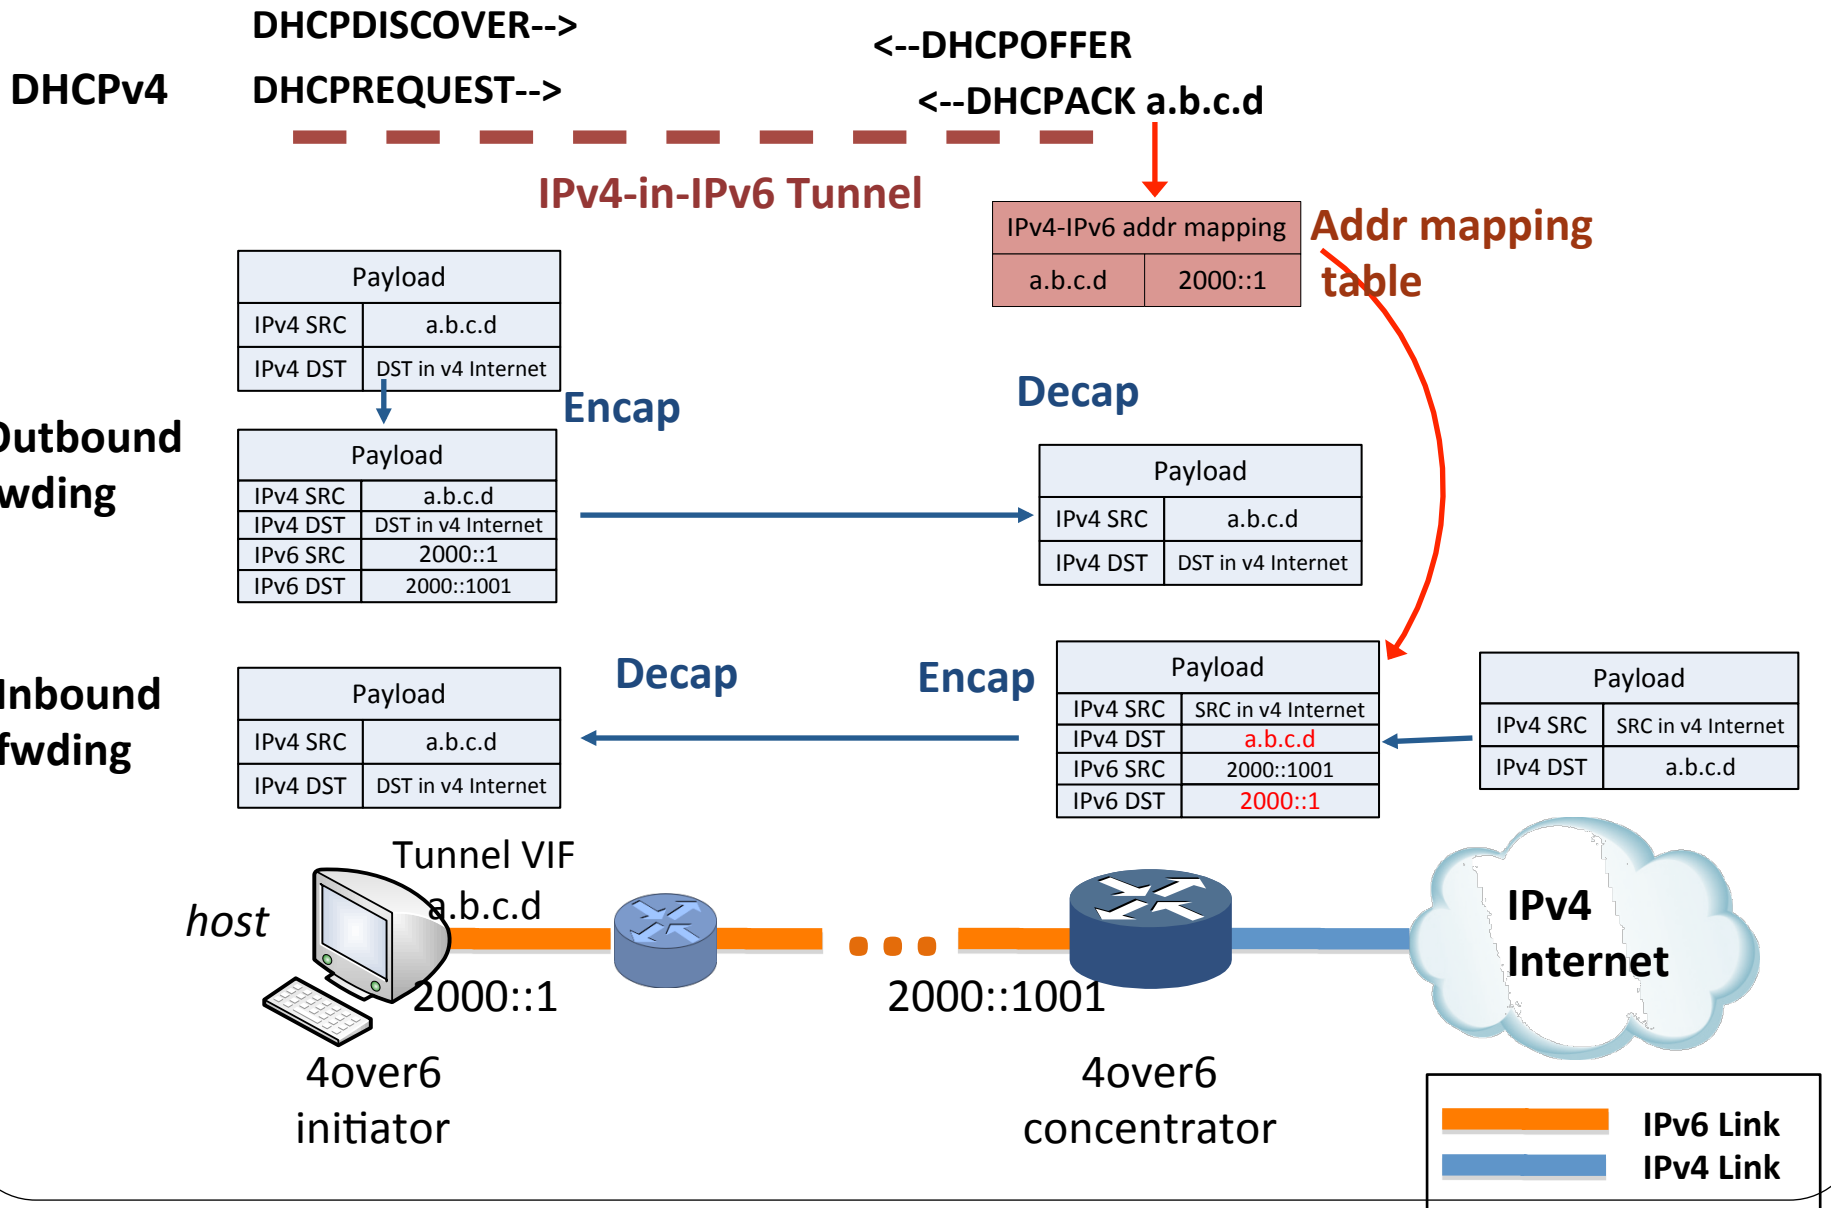 DHCPv4
DHCPDISCOVER-->
<--DHCPOFFER
DHCPREQUEST-->
<--DHCPACK a.b.c.d
IPv4-in-IPv6 Tunnel
IPv4-IPv6 addr mapping
a.b.c.d 2000::1
Addr mapping
table
Payload
IPv4 SRC a.b.c.d
IPv4 DST DST in v4 Internet
Encap
Decap
Outbound
wding
Payload
IPv4 SRC a.b.c.d
IPv4 DST DST in v4 Internet
IPv6 SRC 2000::1
IPv6 DST 2000::1001
Payload
IPv4 SRC a.b.c.d
IPv4 DST DST in v4 Internet
Inbound
fwding
Payload
IPv4 SRC a.b.c.d
IPv4 DST DST in v4 Internet
Decap
Encap
Payload
IPv4 SRC SRC in v4 Internet
IPv4 DST a.b.c.d
IPv6 SRC 2000::1001
IPv6 DST 2000::1
Payload
IPv4 SRC SRC in v4 Internet
IPv4 DST a.b.c.d
host
Tunnel VIF
a.b.c.d
2000::1
2000::1001
IPv4
Internet
4over6
initiator
4over6
concentrator
IPv6 Link
IPv4 Link